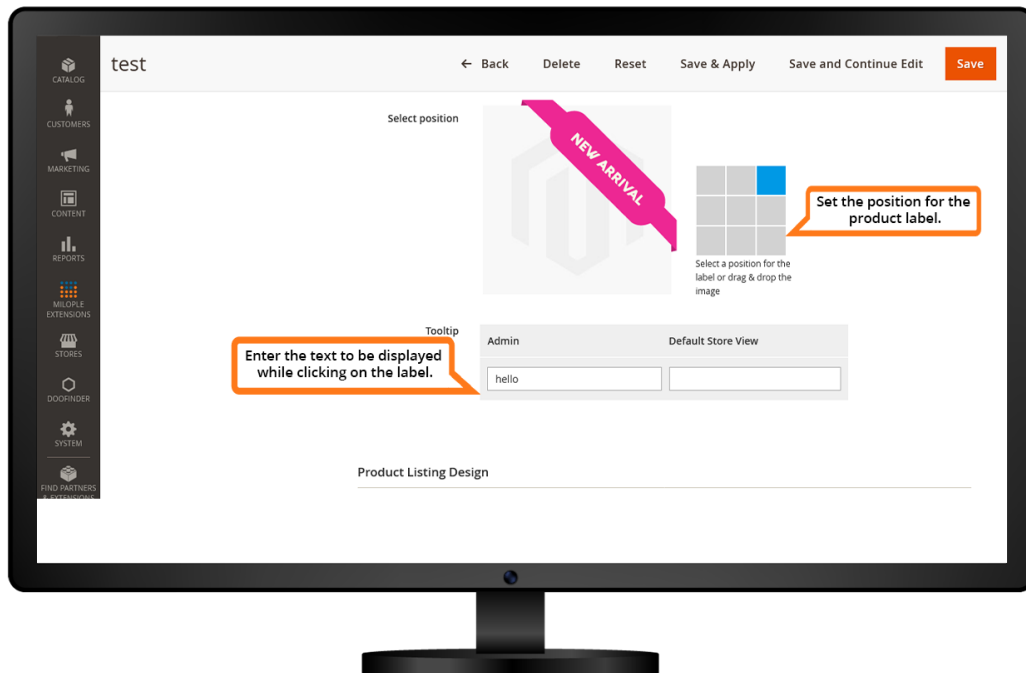 test
← Back Delete Reset Save & Apply Save and Continue Edit Save
CATALOG
CUSTOMERS
MARKETING
CONTENT
REPORTS
MILOPLE
EXTENSIONS
STORES
DOOFINDER
SYSTEM
FIND PARTNERS
& EXTENSIONS
Select position
NEW ARRIVAL
Set the position for the
product label.
Select a position for the
label or drag & drop the
image
Tooltip
Enter the text to be displayed
while clicking on the label.
Admin Default Store View
hello
Product Listing Design